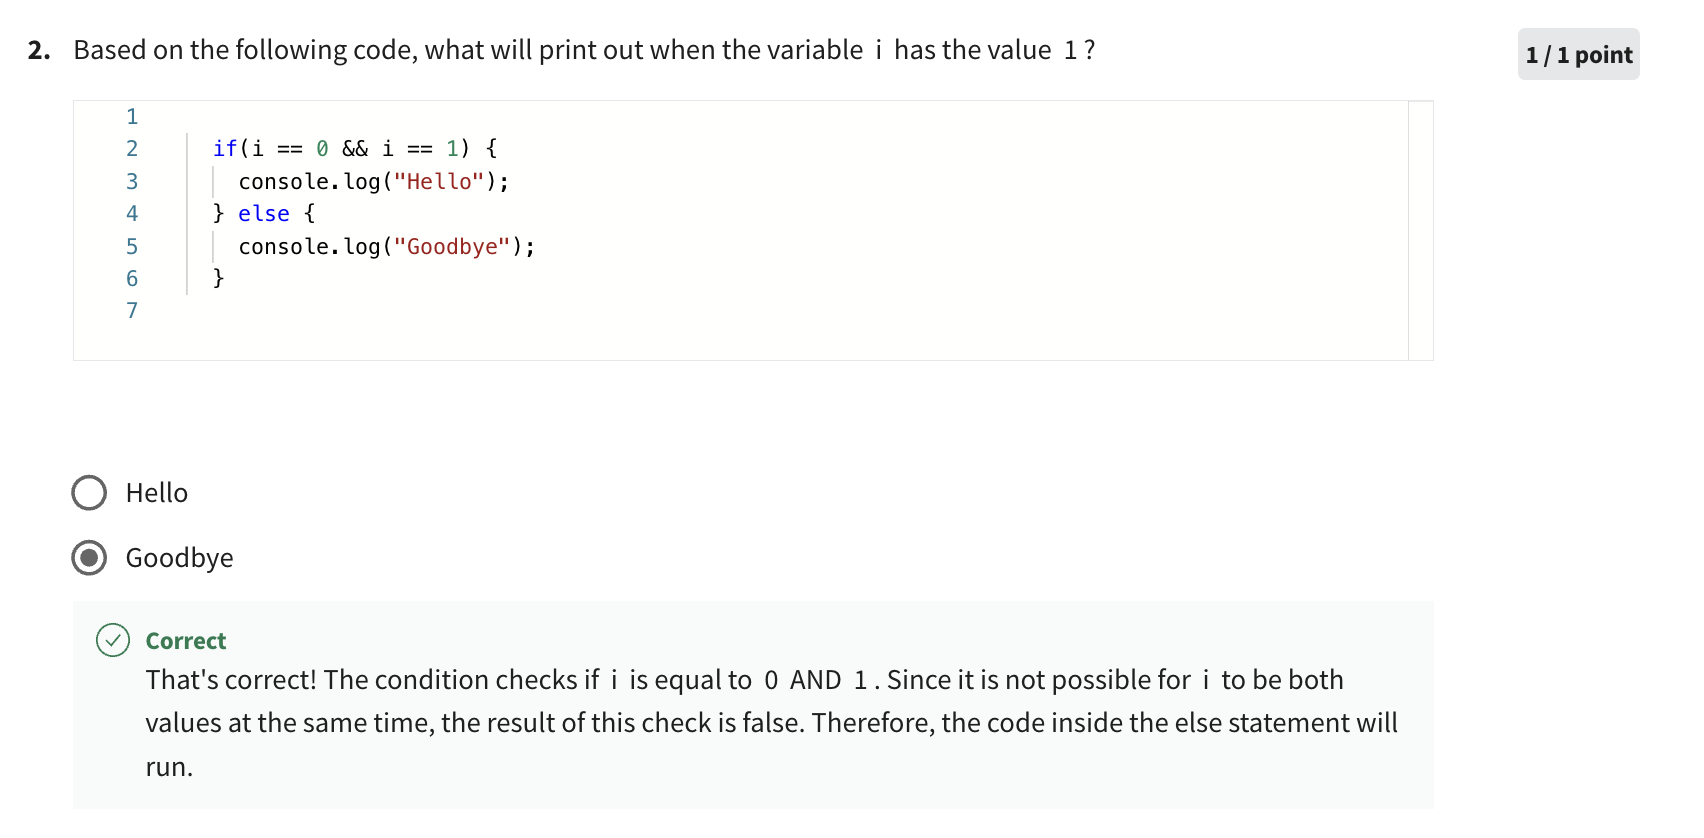 2. Based on the following code, what will print out when the variable i has the value 1?
1 / 1 point
1
2 if(i == 0 && i == 1) {
3 console.log("Hello");
4 } else {
5 console.log("Goodbye");
6 }
7
Hello
Goodbye
Correct
That's correct! The condition checks if i is equal to 0 AND 1. Since it is not possible for i to be both
values at the same time, the result of this check is false. Therefore, the code inside the else statement will
run.